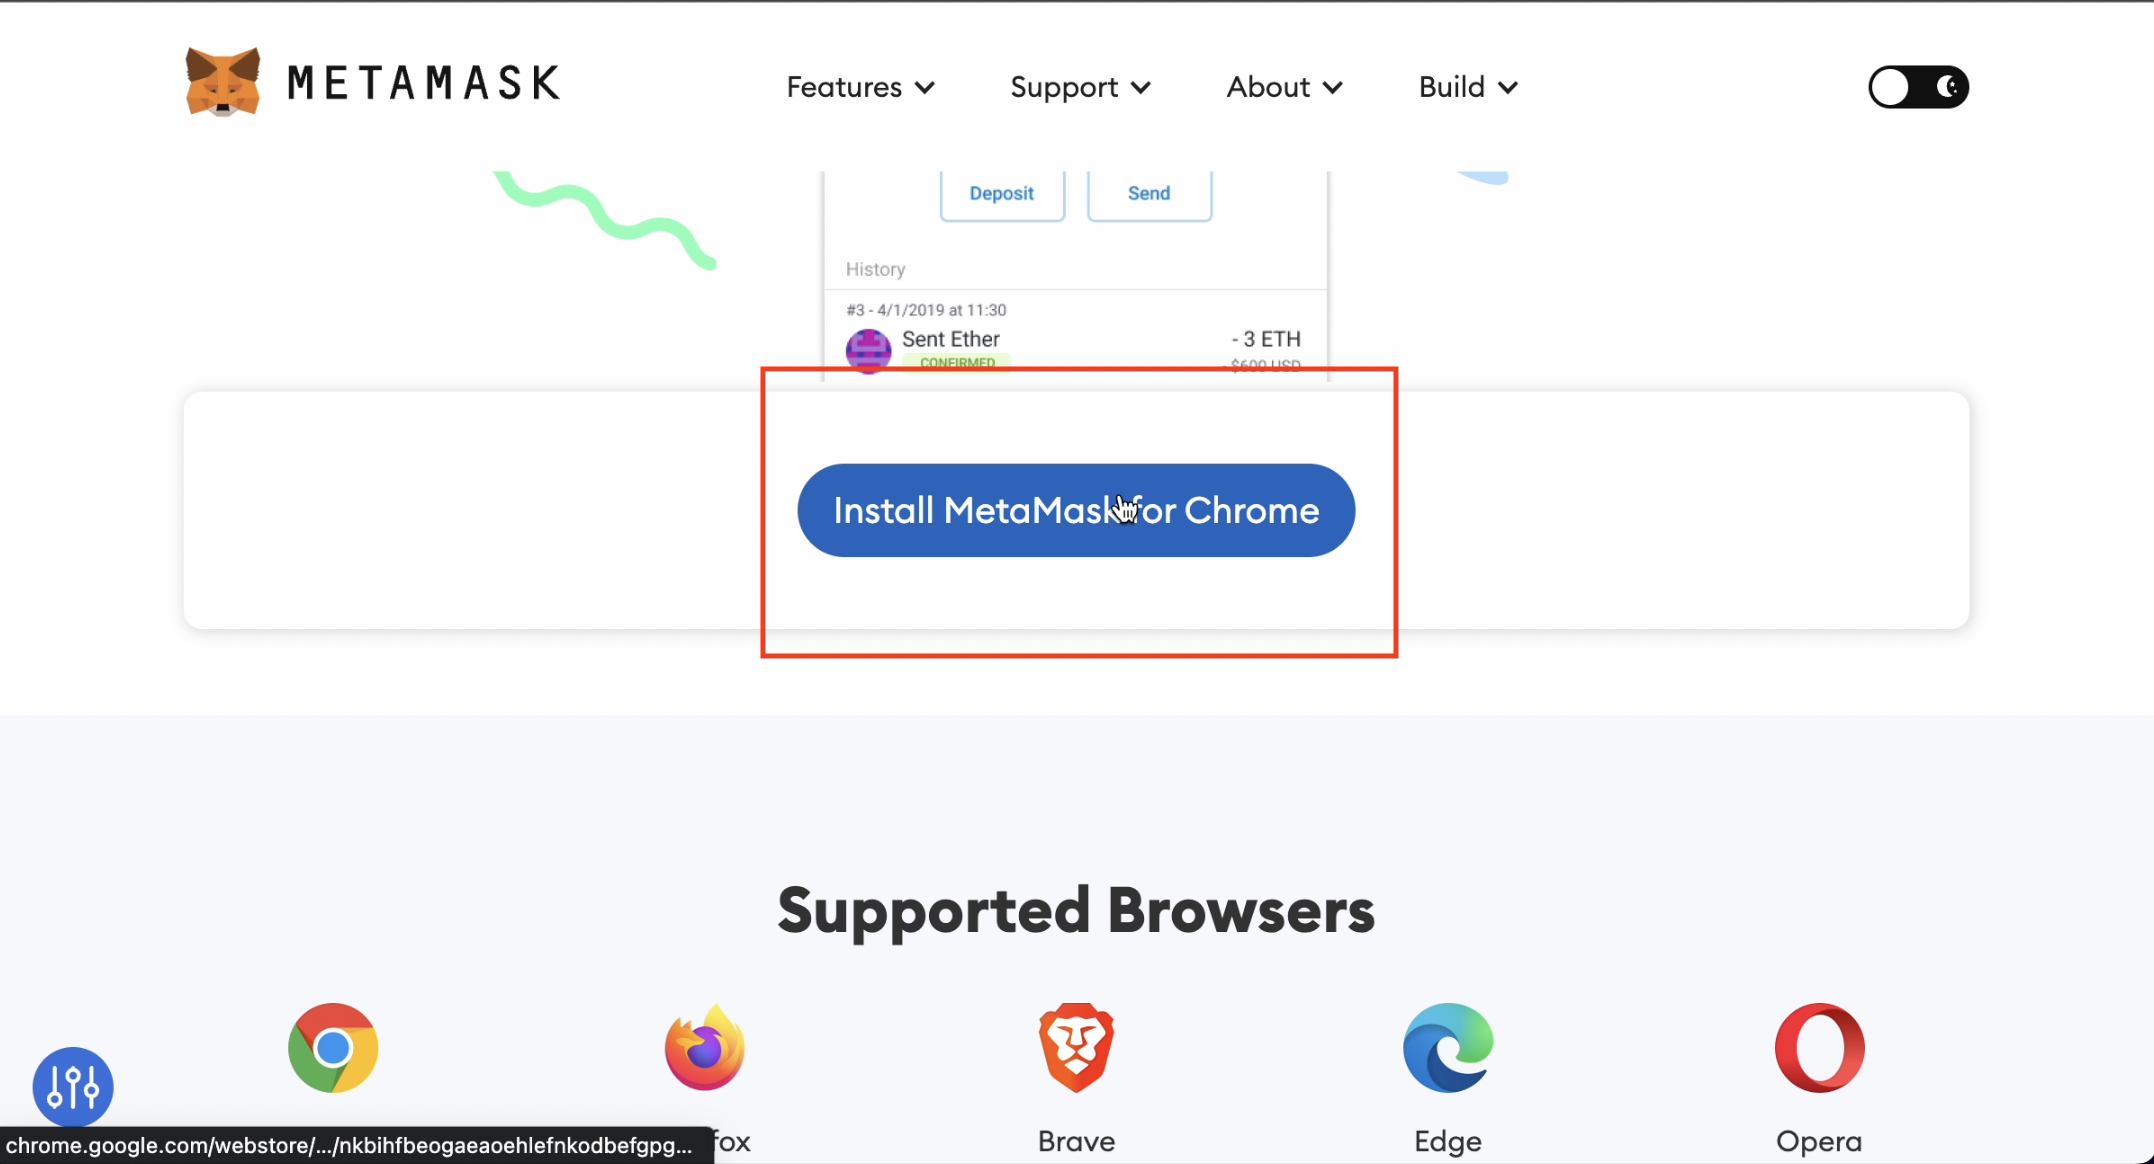 METAMASK
Features
Support
About
Build
Deposit
Send
History
#3 - 4/1/2019 at 11:30
Sent Ether
- 3 ETH
CONFIRMED
- $600 USD
Install MetaMask for Chrome
Supported Browsers
fox
Brave
Edge
Opera
chrome.google.com/webstore/.../nkbihfbeogaeaoehlefnkodbefgpg...